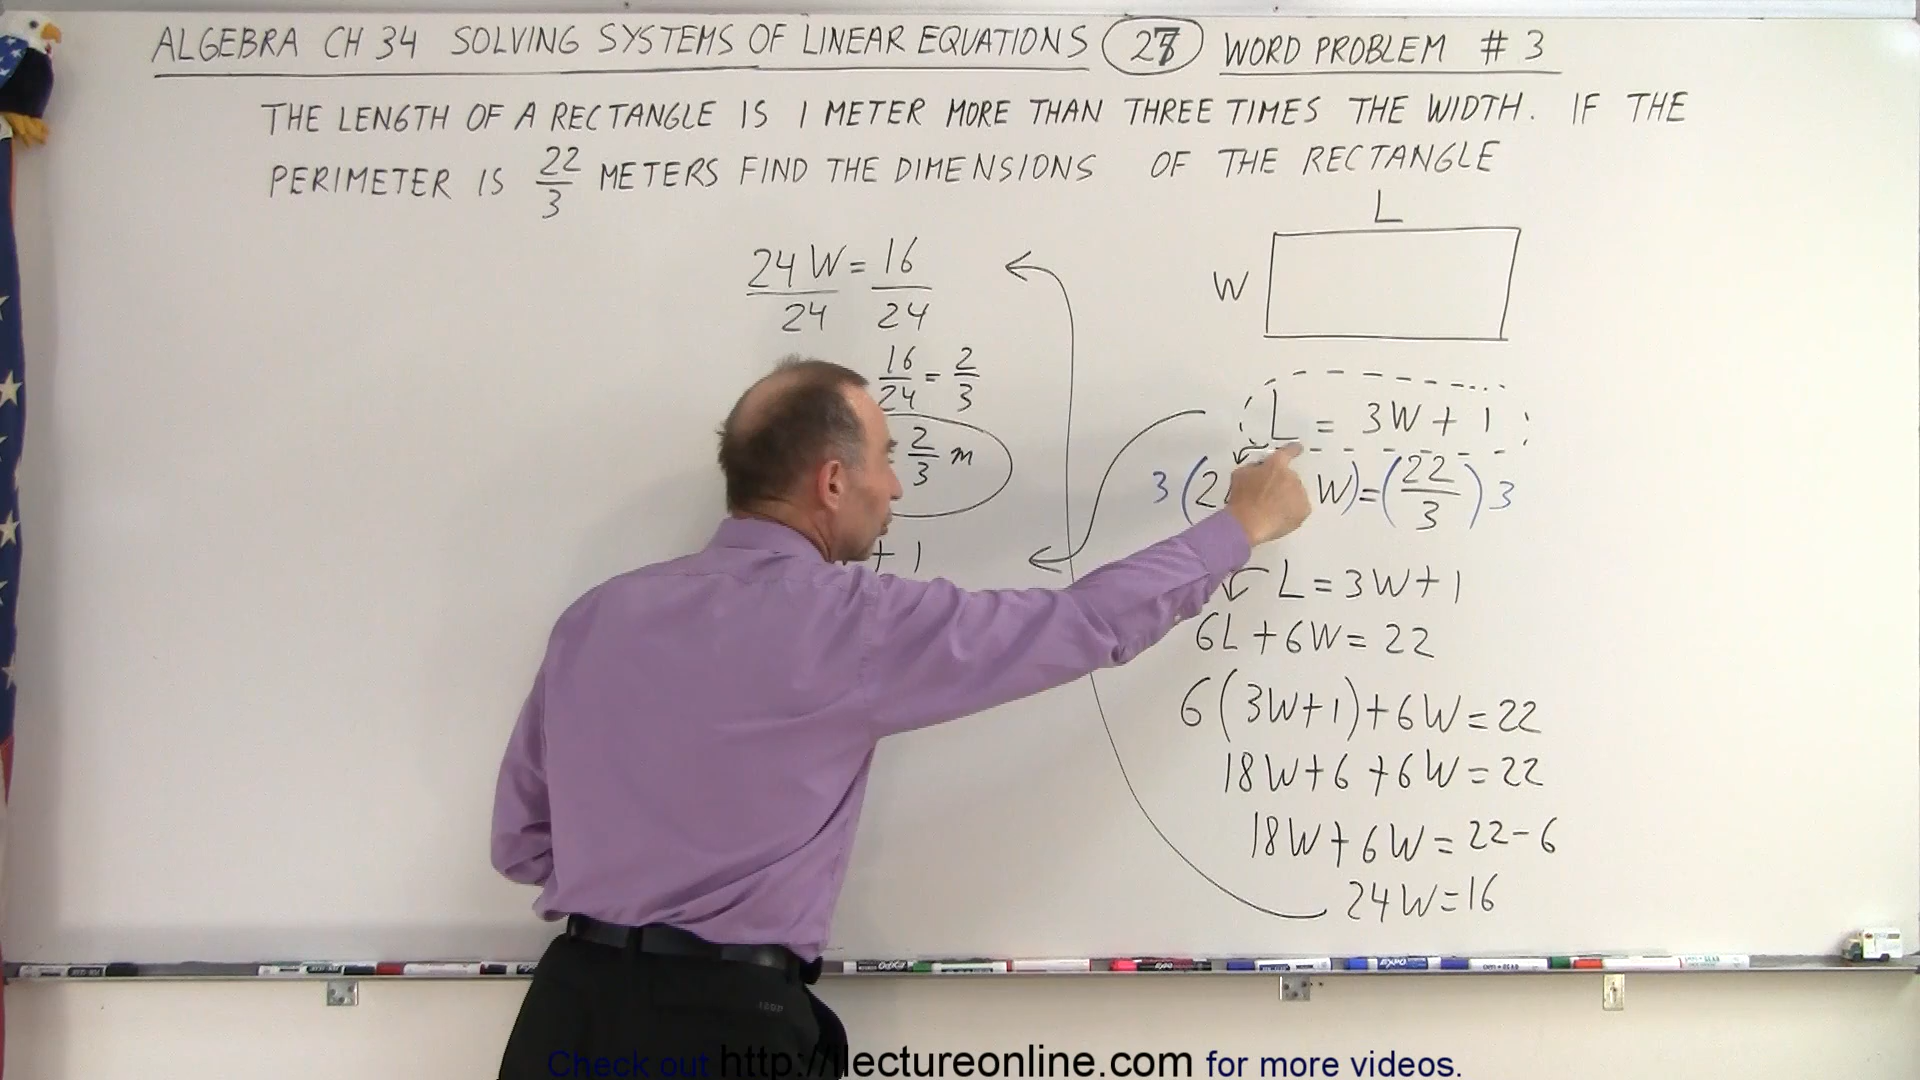 ALGEBRA CH 34 SOLVING SYSTEMS OF LINEAR EQUATIONS 28 WORD PROBLEM # 3
THE LENGTH OF A RECTANGLE IS 1 METER MORE THAN THREE TIMES THE WIDTH. IF THE
PERIMETER IS 22/3 METERS FIND THE DIMENSIONS OF THE RECTANGLE
24W/24 = 16/24
16/24 = 2/3
2/3 m
+ 1
L
W
L = 3W + 1
3(2 W) = (22/3)3
L = 3W + 1
6L + 6W = 22
6(3W+1) + 6W = 22
18W + 6 + 6W = 22
18W + 6W = 22 - 6
24W = 16
EXPO
Check out http://ilectureonline.com for more videos.